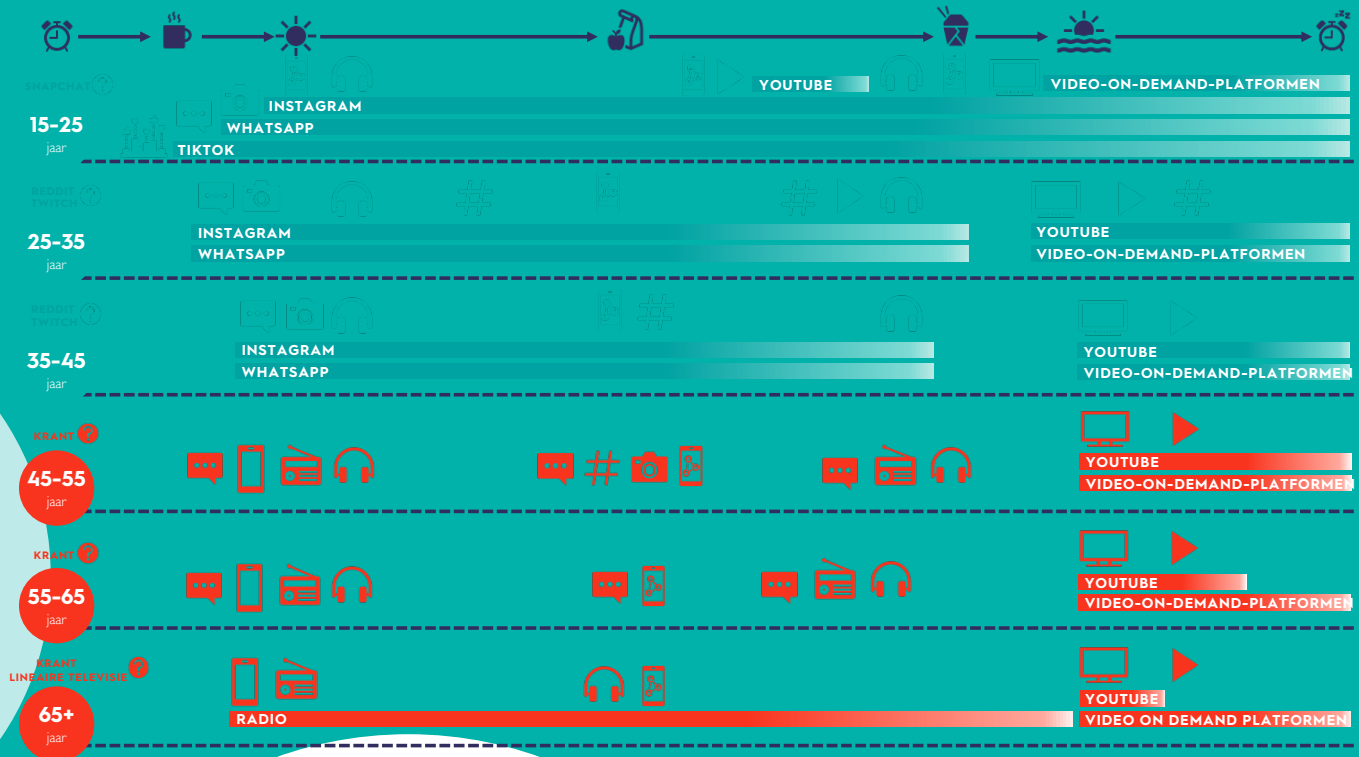 zzZ
SNAPCHAT ?
YOUTUBE
VIDEO-ON-DEMAND-PLATFORMEN
INSTAGRAM
15-25
jaar
WHATSAPP
TIKTOK
REDDIT
TWITCH ?
25-35
jaar
INSTAGRAM
YOUTUBE
WHATSAPP
VIDEO-ON-DEMAND-PLATFORMEN
REDDIT
TWITCH ?
35-45
jaar
INSTAGRAM
YOUTUBE
WHATSAPP
VIDEO-ON-DEMAND-PLATFORMEN
KRANT ?
45-55
jaar
YOUTUBE
VIDEO-ON-DEMAND-PLATFORMEN
KRANT ?
55-65
jaar
YOUTUBE
VIDEO-ON-DEMAND-PLATFORMEN
KRANT
LINEAIRE TELEVISIE ?
65+
jaar
YOUTUBE
RADIO
VIDEO ON DEMAND PLATFORMEN